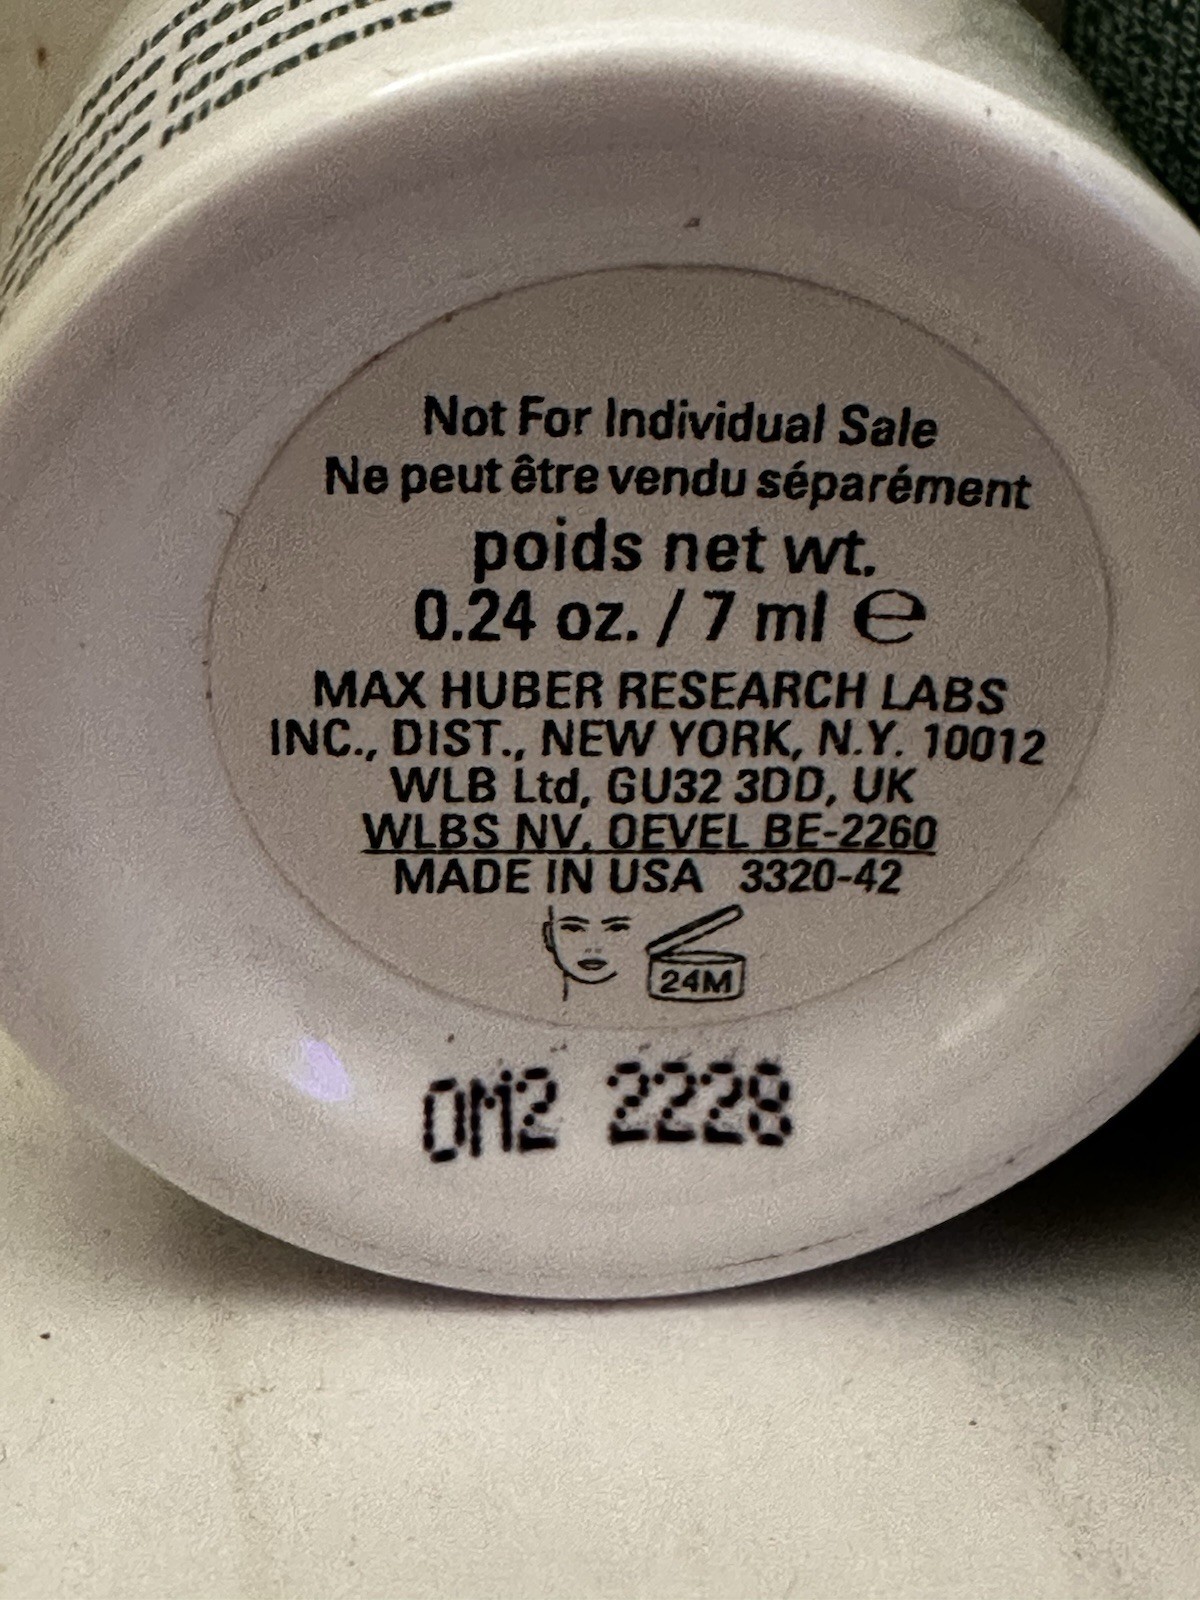 Idratante
Hidratante
Not For Individual Sale
Ne peut être vendu séparément
poids net wt.
0.24 oz. / 7 ml ℮
MAX HUBER RESEARCH LABS
INC., DIST., NEW YORK, N.Y. 10012
WLB Ltd, GU32 3DD, UK
WLBS NV, OEVEL BE-2260
MADE IN USA 3320-42
24M
0M2 2228